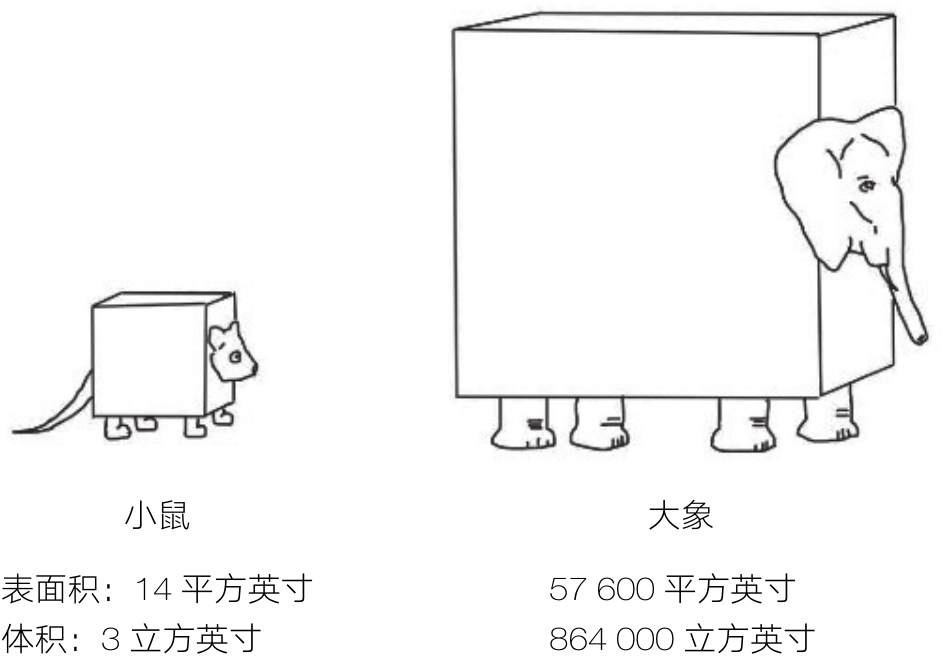 小鼠
大象
表面积：14 平方英寸
57 600 平方英寸
体积：3 立方英寸
864 000 立方英寸